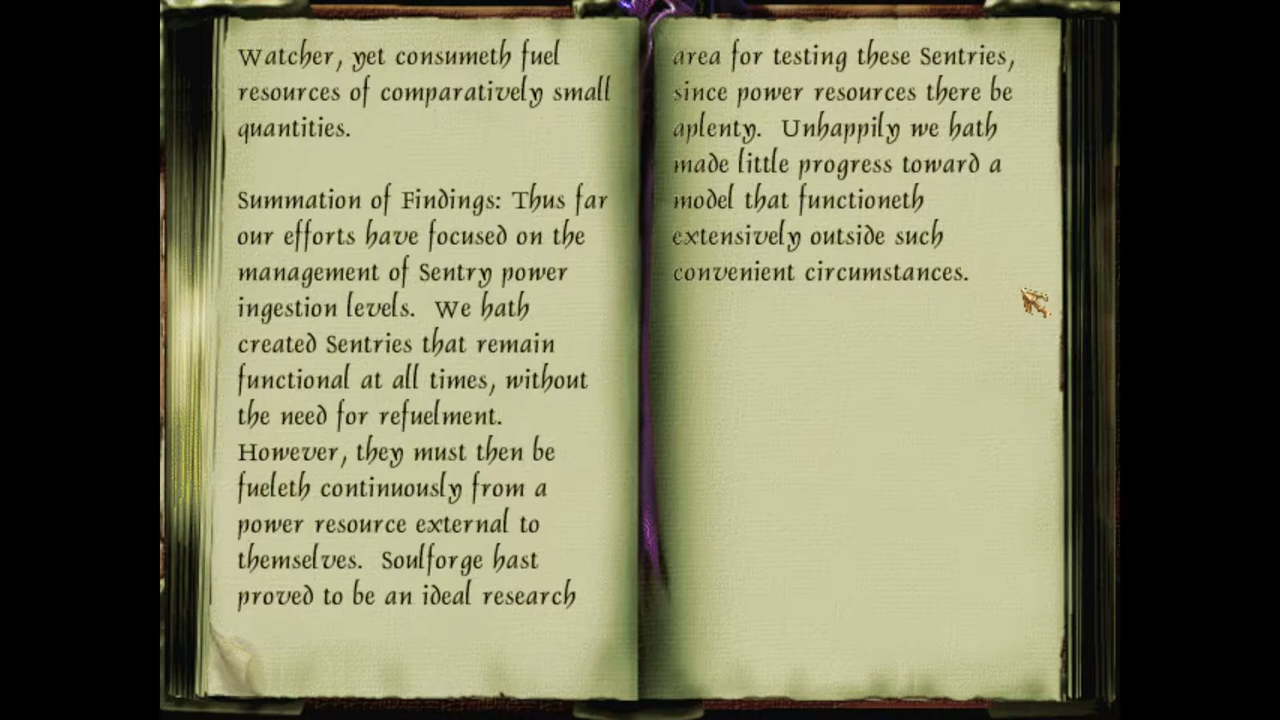 Watcher, yet consumeth fuel
resources of comparatively small
quantities.
Summation of Findings: Thus far
our efforts have focused on the
management of Sentry power
ingestion levels. We hath
created Sentries that remain
functional at all times, without
the need for refuelment.
However, they must then be
fueleth continuously from a
power resource external to
themselves. Soulforge hast
proved to be an ideal research
area for testing these Sentries,
since power resources there be
aplenty. Unhappily we hath
made little progress toward a
model that functioneth
extensively outside such
convenient circumstances.